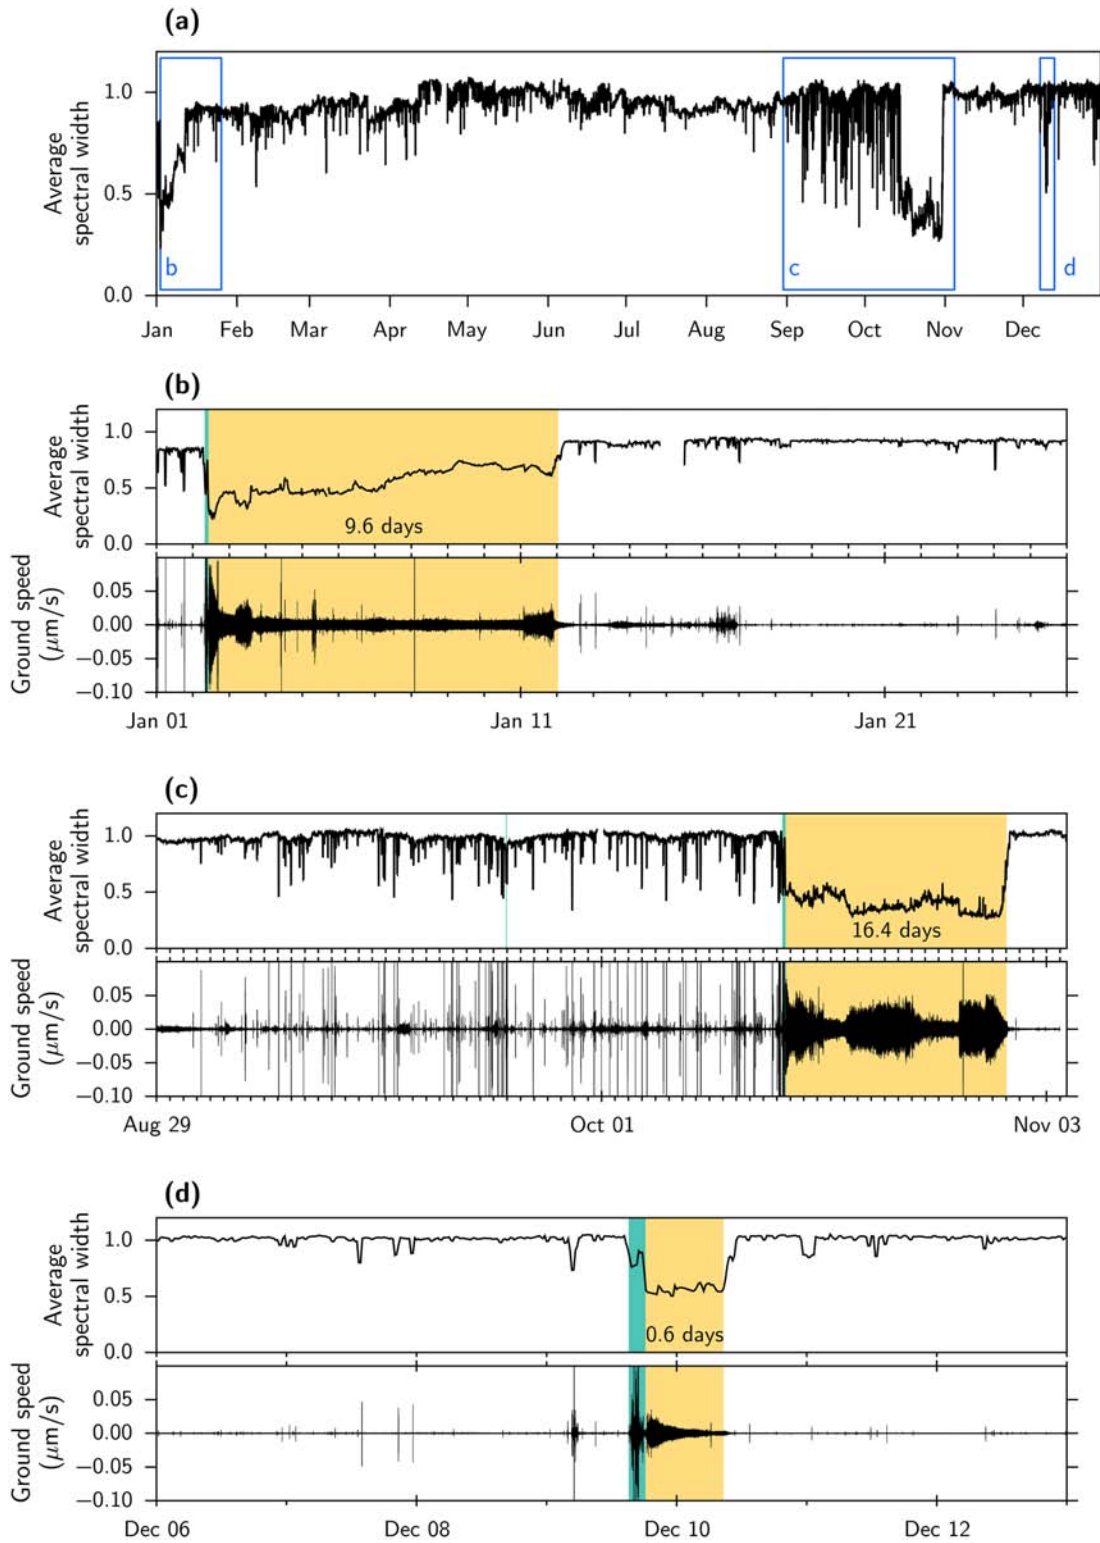 (a)
Average
spectral width
1.0
0.5
0.0
b
c
d
Jan Feb Mar Apr May Jun Jul Aug Sep Oct Nov Dec
(b)
Average
spectral width
1.0
0.5
0.0
9.6 days
Ground speed
(μm/s)
0.05
0.00
−0.05
−0.10
Jan 01 Jan 11 Jan 21
(c)
Average
spectral width
1.0
0.5
0.0
16.4 days
Ground speed
(μm/s)
0.05
0.00
−0.05
−0.10
Aug 29 Oct 01 Nov 03
(d)
Average
spectral width
1.0
0.5
0.0
0.6 days
Ground speed
(μm/s)
0.05
0.00
−0.05
−0.10
Dec 06 Dec 08 Dec 10 Dec 12